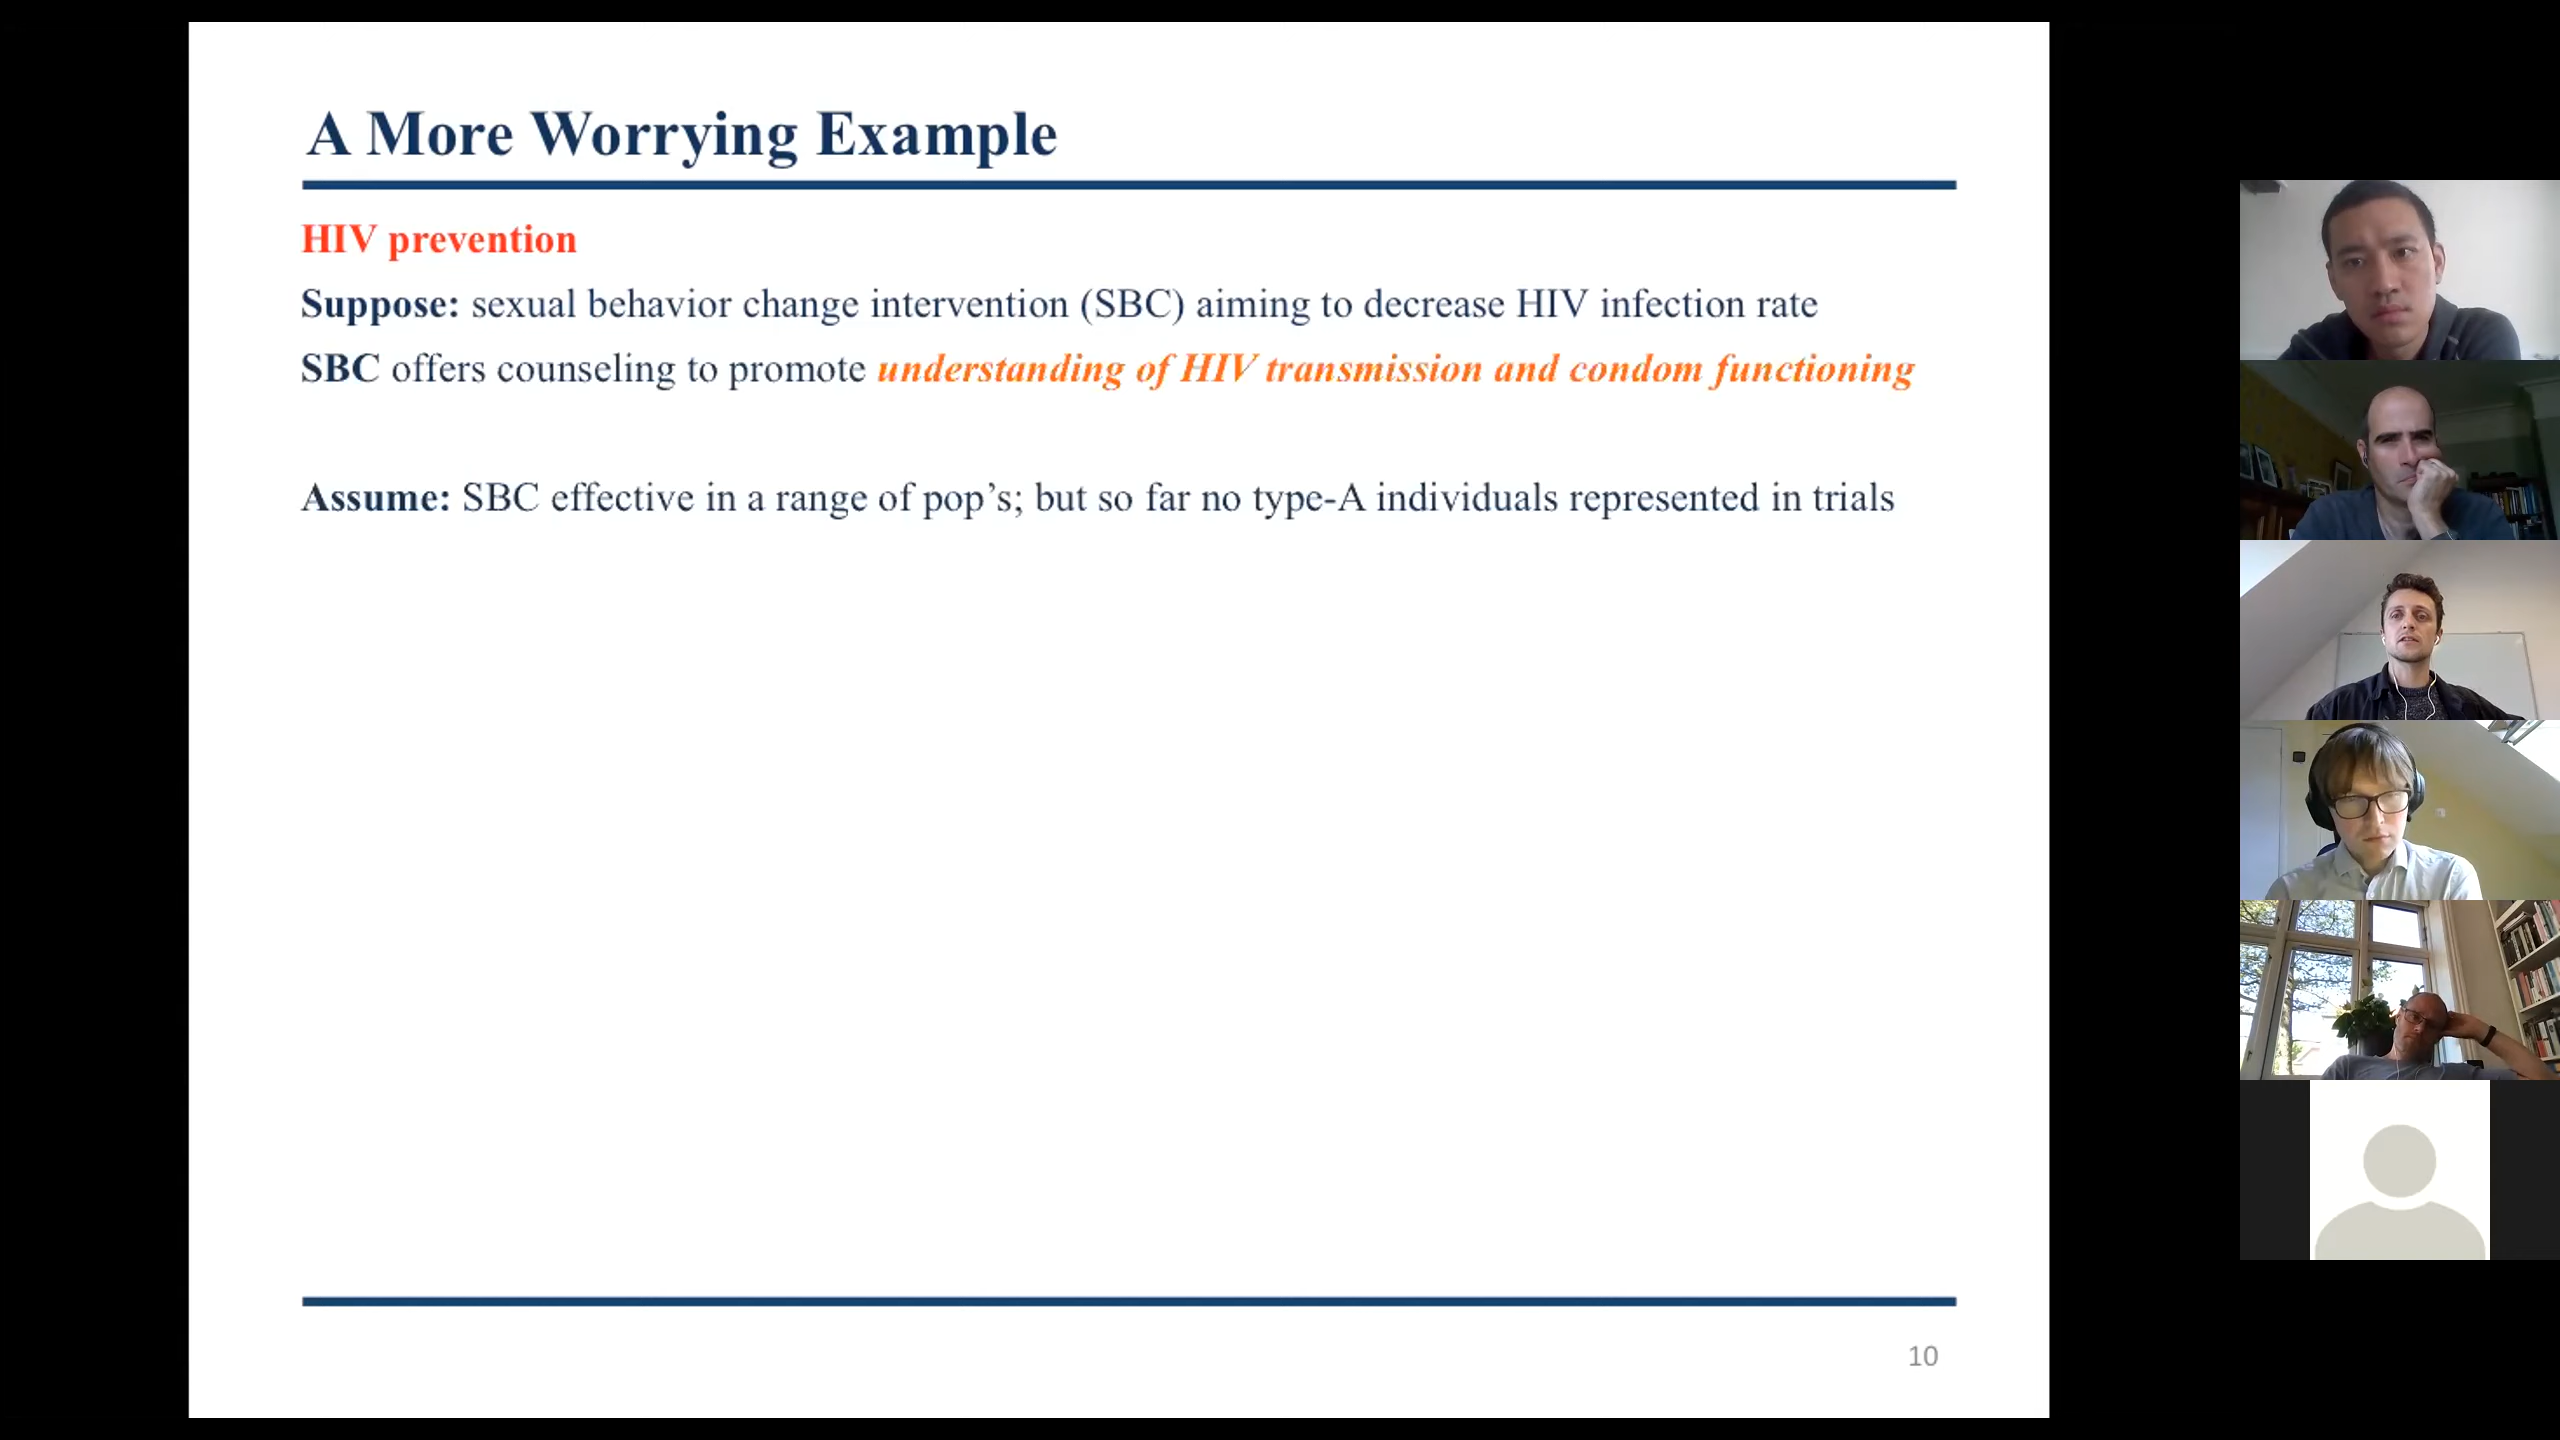 A More Worrying Example
HIV prevention
Suppose: sexual behavior change intervention (SBC) aiming to decrease HIV infection rate
SBC offers counseling to promote understanding of HIV transmission and condom functioning
Assume: SBC effective in a range of pop’s; but so far no type-A individuals represented in trials
10